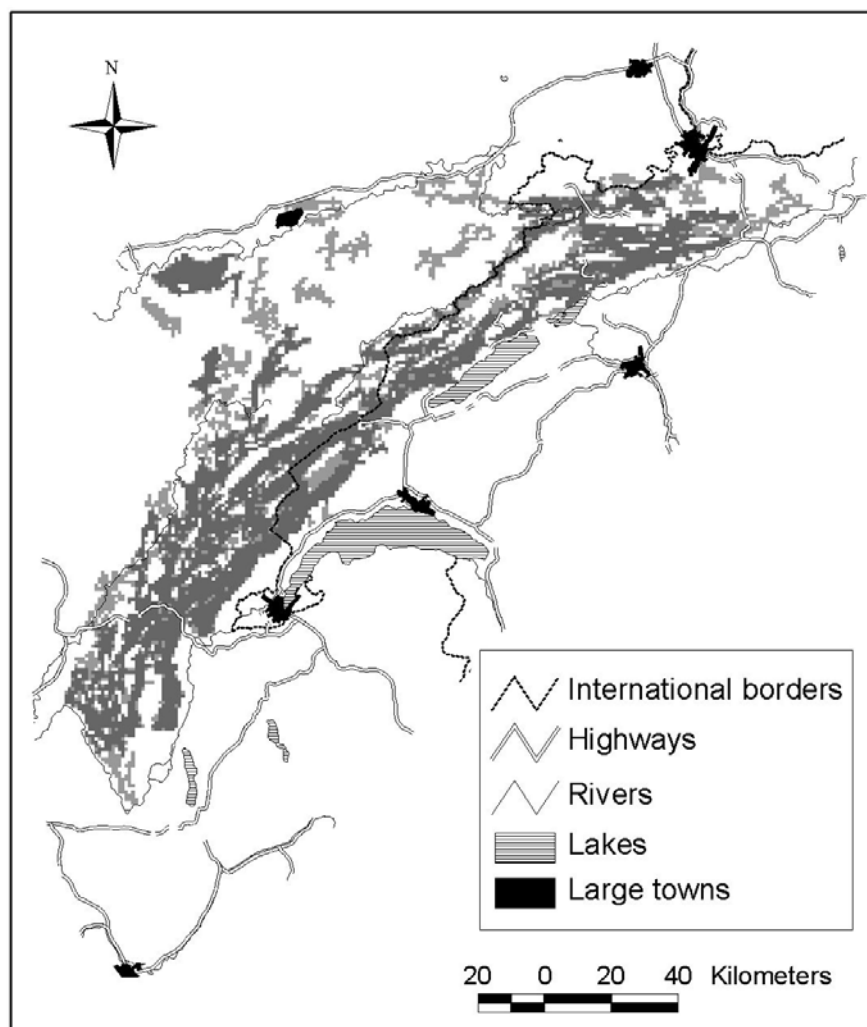 N
International borders
Highways
Rivers
Lakes
Large towns
20 0 20 40 Kilometers